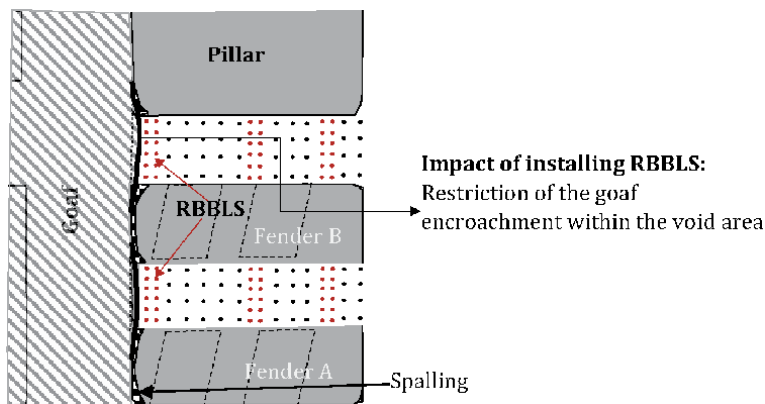 Pillar
Impact of installing RBBLS:
Restriction of the goaf
encroachment within the void area
Goaf
RBBLS
Fender B
Fender A
Spalling